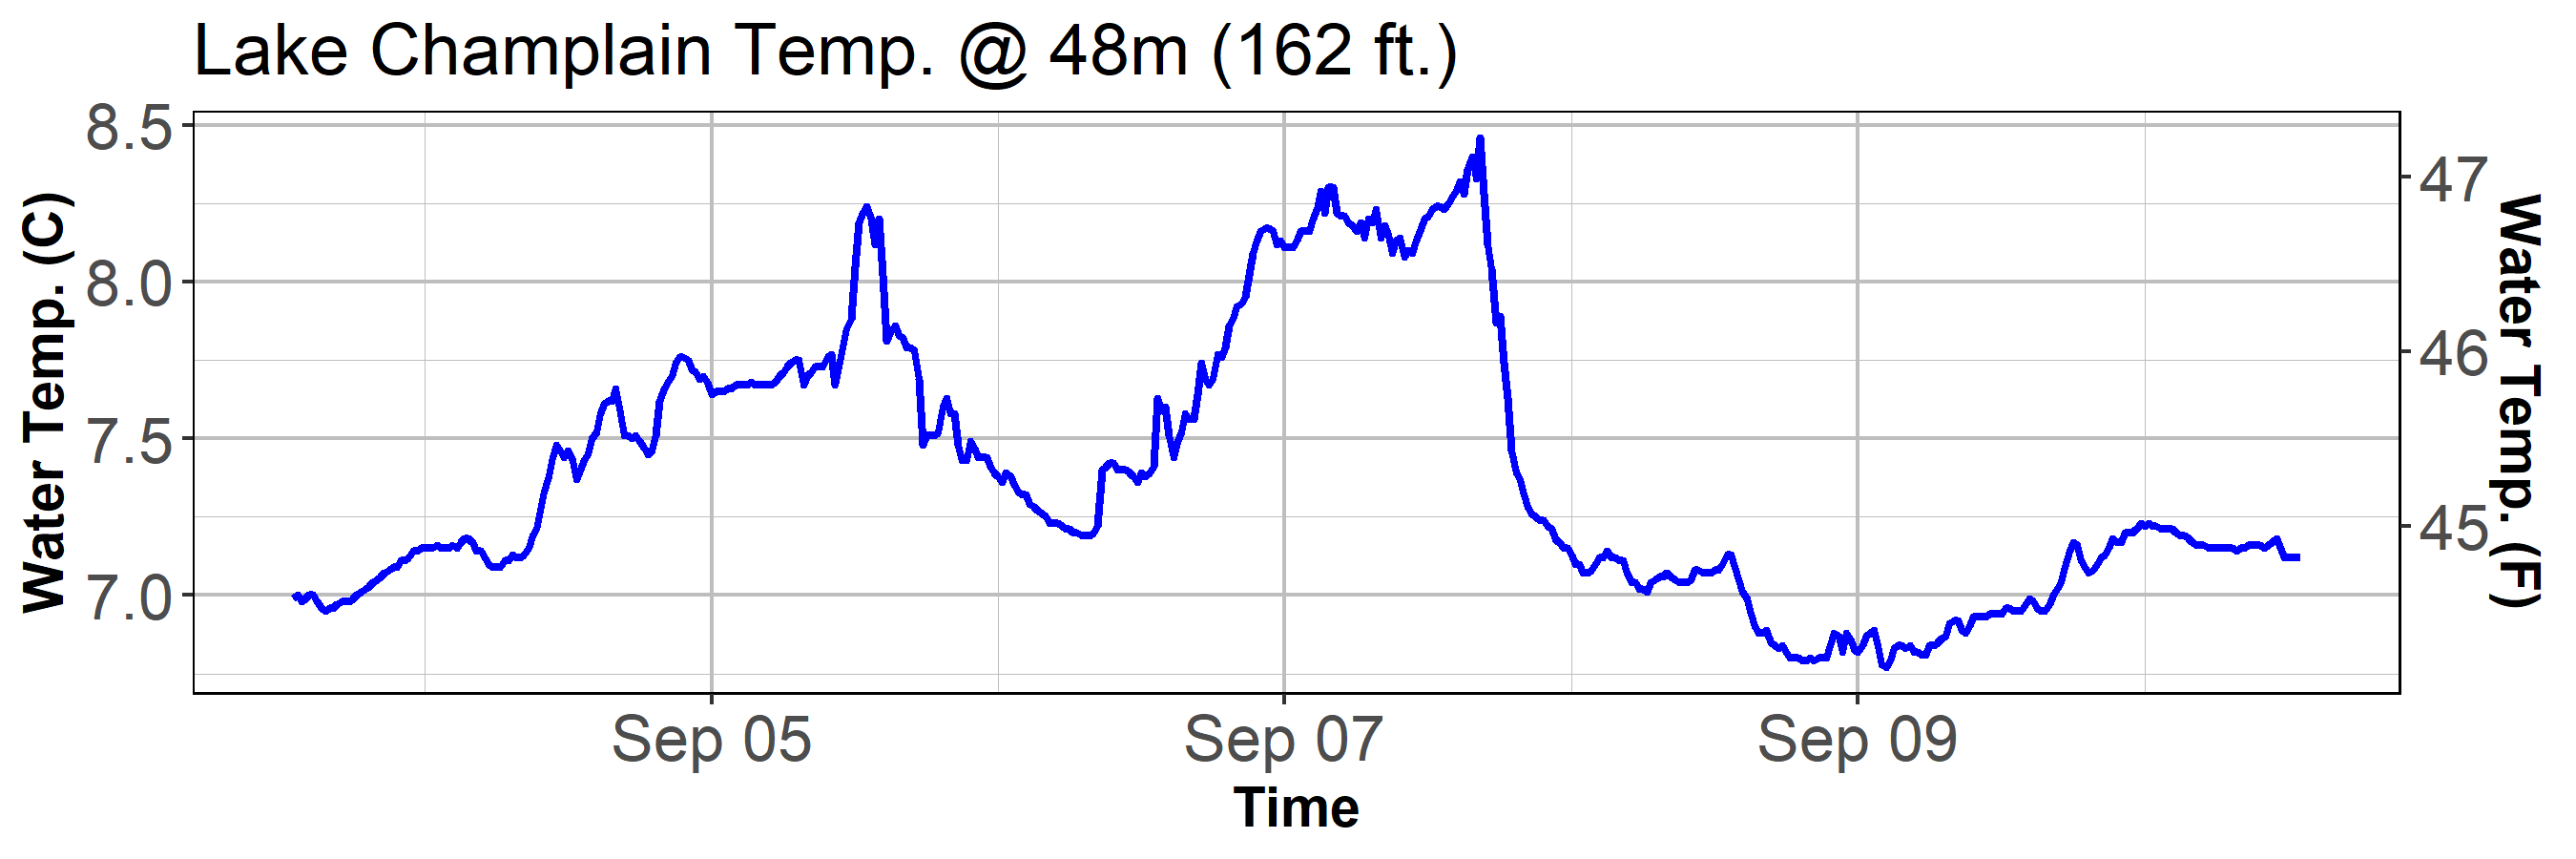 Lake Champlain Temp. @ 48m (162 ft.)
Water Temp. (C)
8.5
8.0
7.5
7.0
47
46
45
Water Temp. (F)
Sep 05 Sep 07 Sep 09
Time